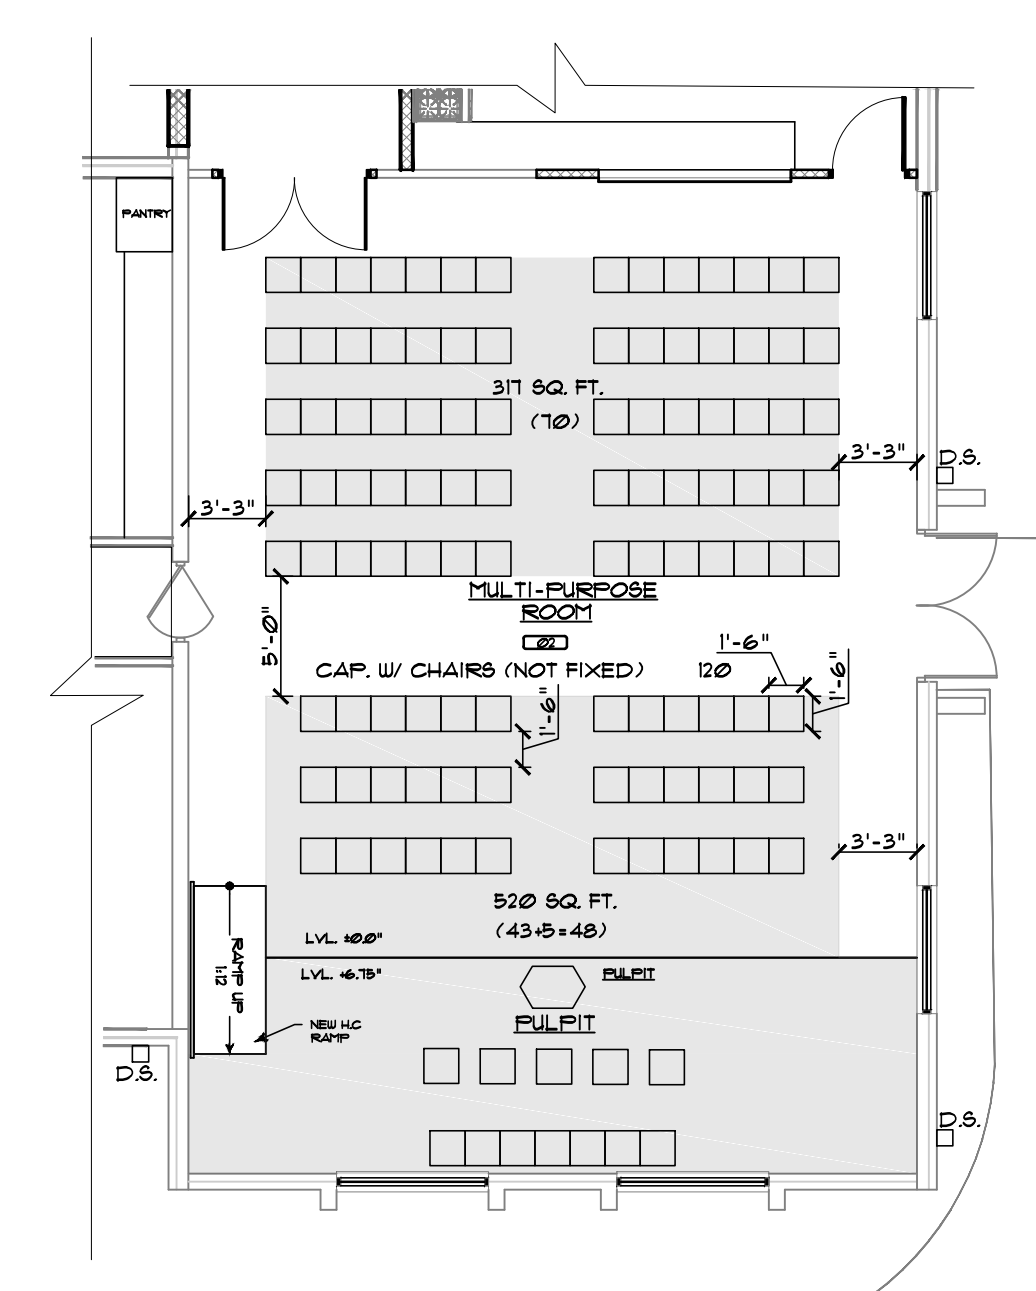 PANTRY
317 SQ. FT.
(70)
3'-3"
D.S.
3'-3"
MULTI-PURPOSE
ROOM
02
5'-0"
CAP. W/ CHAIRS (NOT FIXED) 120
1'-6"
1'-6"
1'-6"
3'-3"
520 SQ. FT.
(43+5=48)
LVL. ±0.0"
LVL. +6.75"
PULPIT
PULPIT
RAMP UP
1:12
NEW H.C
RAMP
D.S.
D.S.